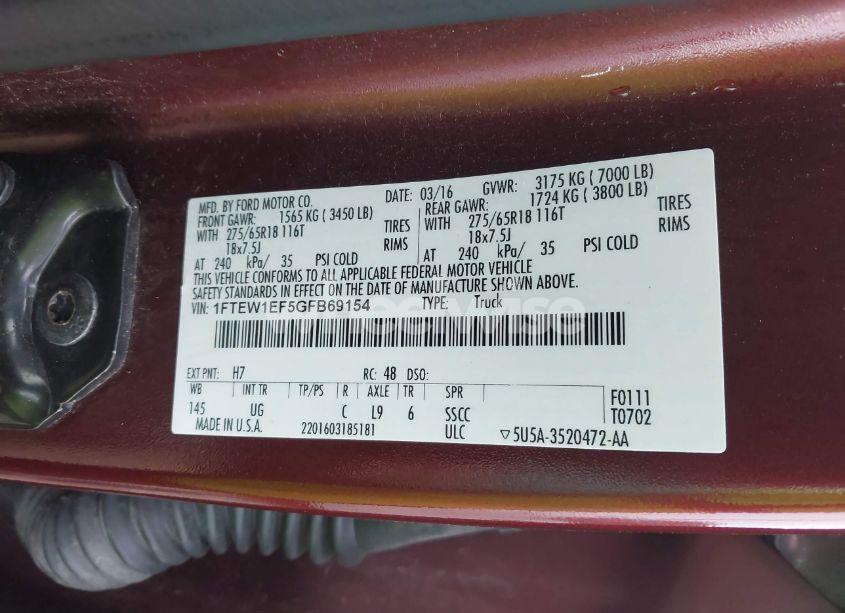 MFD. BY FORD MOTOR CO. DATE: 03/16 GVWR: 3175 KG ( 7000 LB)
FRONT GAWR: 1565 KG ( 3450 LB) REAR GAWR: 1724 KG ( 3800 LB)
WITH 275/65R18 116T TIRES WITH 275/65R18 116T TIRES
18x7.5J RIMS 18x7.5J RIMS
AT 240 kPa/ 35 PSI COLD AT 240 kPa/ 35 PSI COLD
THIS VEHICLE CONFORMS TO ALL APPLICABLE FEDERAL MOTOR VEHICLE
SAFETY STANDARDS IN EFFECT ON THE DATE OF MANUFACTURE SHOWN ABOVE.
VIN: 1FTEW1EF5GFB69154 TYPE: Truck
EXT PNT: H7 RC: 48 DSO:
WB INT TR TP/PS R AXLE TR SPR F0111
145 UG C L9 6 SSCC T0702
MADE IN U.S.A. 2201603185181 ULC ▽5U5A-3520472-AA